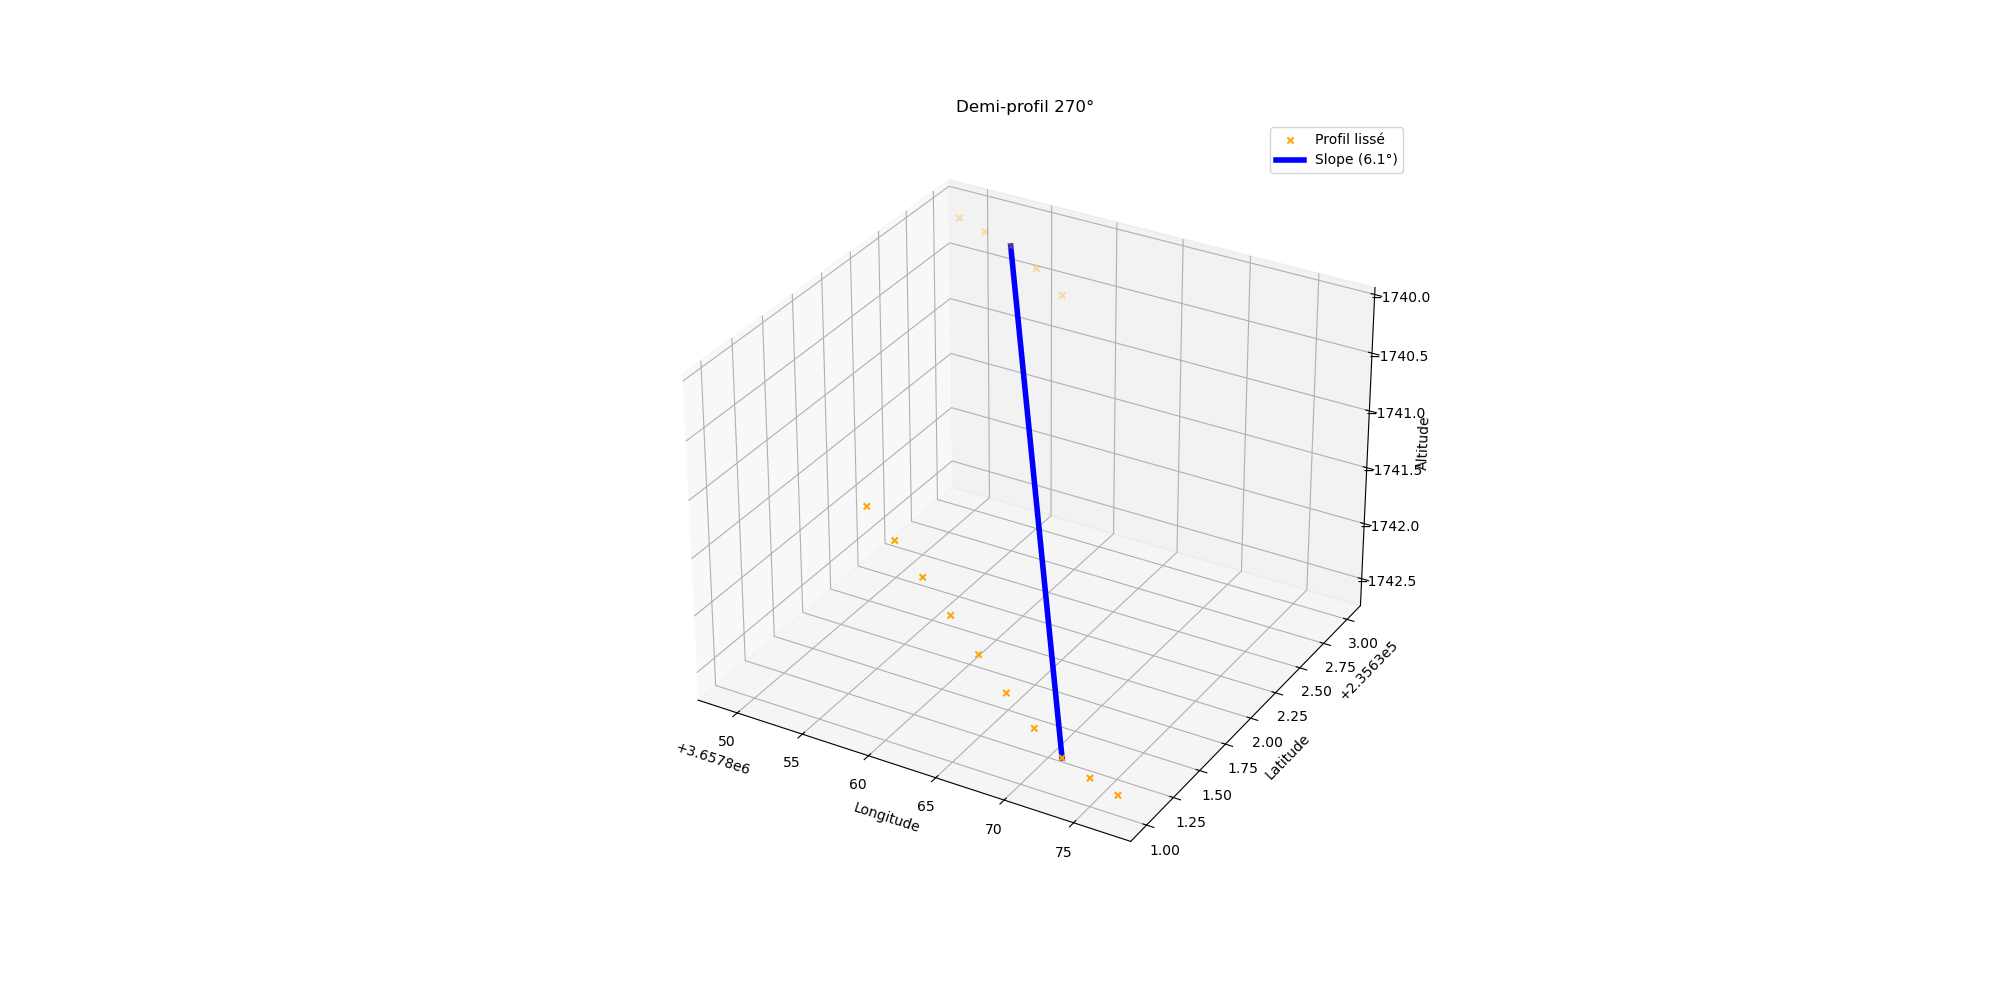 Demi-profil 270°
Profil lissé
Slope (6.1°)
−1740.0
−1740.5
−1741.0
−1741.5
−1742.0
−1742.5
Altitude
3.00
2.75
2.50
2.25
2.00
1.75
1.50
1.25
1.00
+2.3563e5
Latitude
50
55
60
65
70
75
+3.6578e6
Longitude